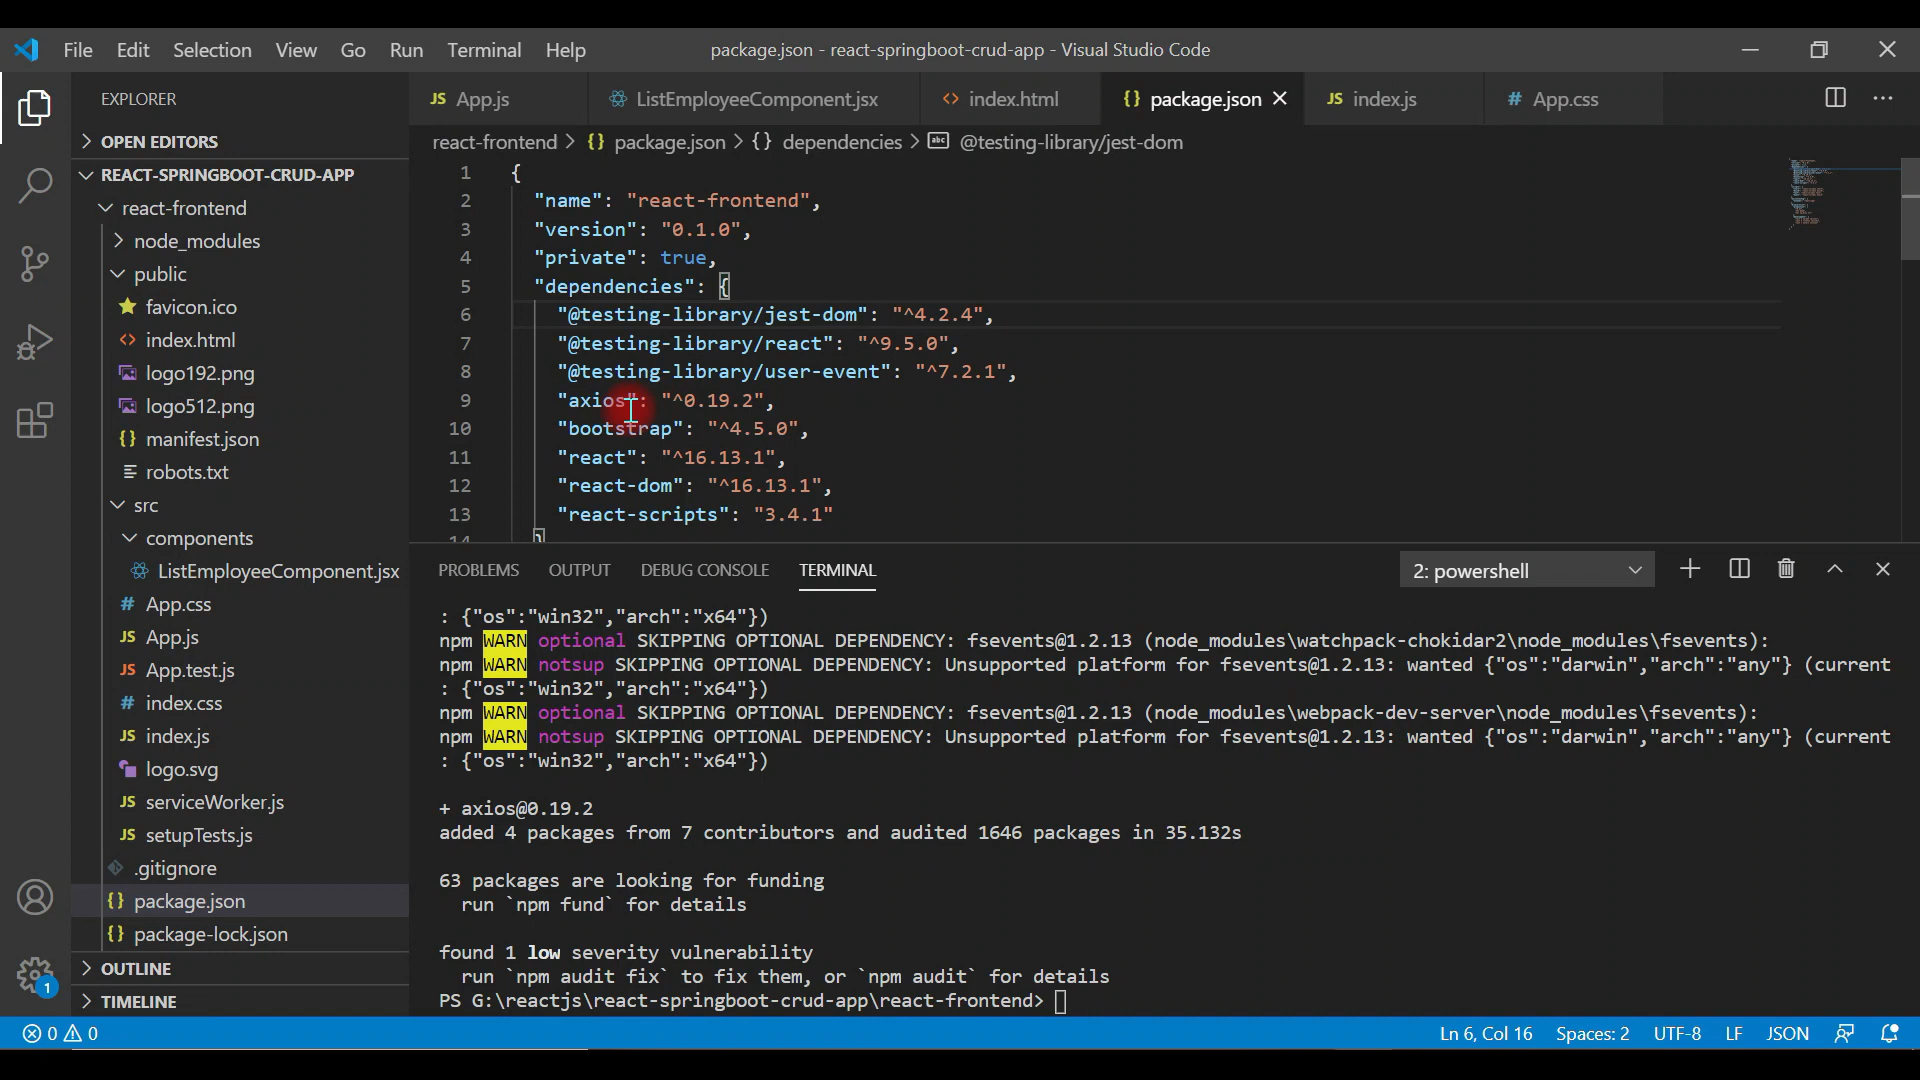 File Edit Selection View Go Run Terminal Help package.json - react-springboot-crud-app - Visual Studio Code
EXPLORER
OPEN EDITORS
REACT-SPRINGBOOT-CRUD-APP
react-frontend
node_modules
public
favicon.ico
index.html
logo192.png
logo512.png
manifest.json
robots.txt
src
components
ListEmployeeComponent.jsx
App.css
App.js
App.test.js
index.css
index.js
logo.svg
serviceWorker.js
setupTests.js
.gitignore
package.json
package-lock.json
OUTLINE
TIMELINE
1
JS App.js ListEmployeeComponent.jsx <> index.html {} package.json JS index.js # App.css
react-frontend > {} package.json > {} dependencies > abc @testing-library/jest-dom
1 {
2 "name": "react-frontend",
3 "version": "0.1.0",
4 "private": true,
5 "dependencies": {
6 "@testing-library/jest-dom": "^4.2.4",
7 "@testing-library/react": "^9.5.0",
8 "@testing-library/user-event": "^7.2.1",
9 "axios": "^0.19.2",
10 "bootstrap": "^4.5.0",
11 "react": "^16.13.1",
12 "react-dom": "^16.13.1",
13 "react-scripts": "3.4.1"
14 }
PROBLEMS OUTPUT DEBUG CONSOLE TERMINAL 2: powershell
: {"os":"win32","arch":"x64"})
npm WARN optional SKIPPING OPTIONAL DEPENDENCY: fsevents@1.2.13 (node_modules\watchpack-chokidar2\node_modules\fsevents):
npm WARN notsup SKIPPING OPTIONAL DEPENDENCY: Unsupported platform for fsevents@1.2.13: wanted {"os":"darwin","arch":"any"} (current
: {"os":"win32","arch":"x64"})
npm WARN optional SKIPPING OPTIONAL DEPENDENCY: fsevents@1.2.13 (node_modules\webpack-dev-server\node_modules\fsevents):
npm WARN notsup SKIPPING OPTIONAL DEPENDENCY: Unsupported platform for fsevents@1.2.13: wanted {"os":"darwin","arch":"any"} (current
: {"os":"win32","arch":"x64"})
+ axios@0.19.2
added 4 packages from 7 contributors and audited 1646 packages in 35.132s
63 packages are looking for funding
run `npm fund` for details
found 1 low severity vulnerability
run `npm audit fix` to fix them, or `npm audit` for details
PS G:\reactjs\react-springboot-crud-app\react-frontend>
0 0 Ln 6, Col 16 Spaces: 2 UTF-8 LF JSON